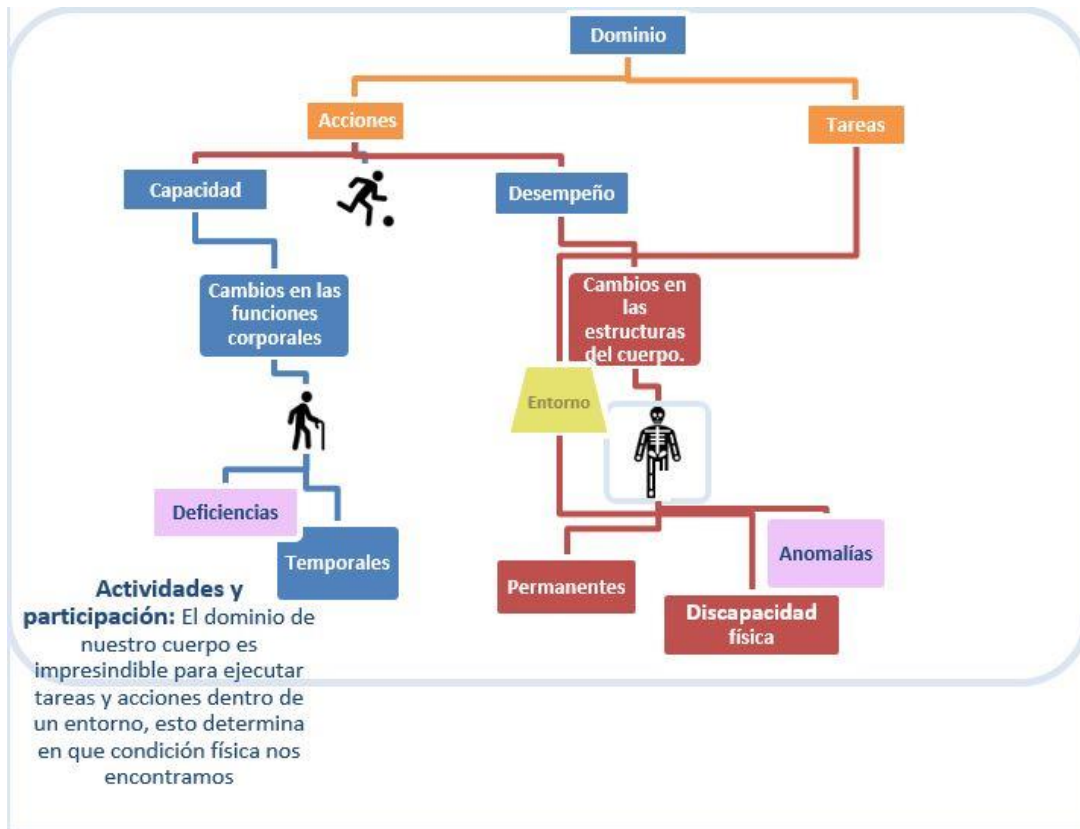 Dominio
Acciones
Tareas
Capacidad
Desempeño
Cambios en las
funciones
corporales
Cambios en
las
estructuras
del cuerpo.
Entorno
Deficiencias
Temporales
Permanentes
Anomalías
Discapacidad
física
Actividades y
participación: El dominio de
nuestro cuerpo es
impresindible para ejecutar
tareas y acciones dentro de
un entorno, esto determina
en que condición física nos
encontramos